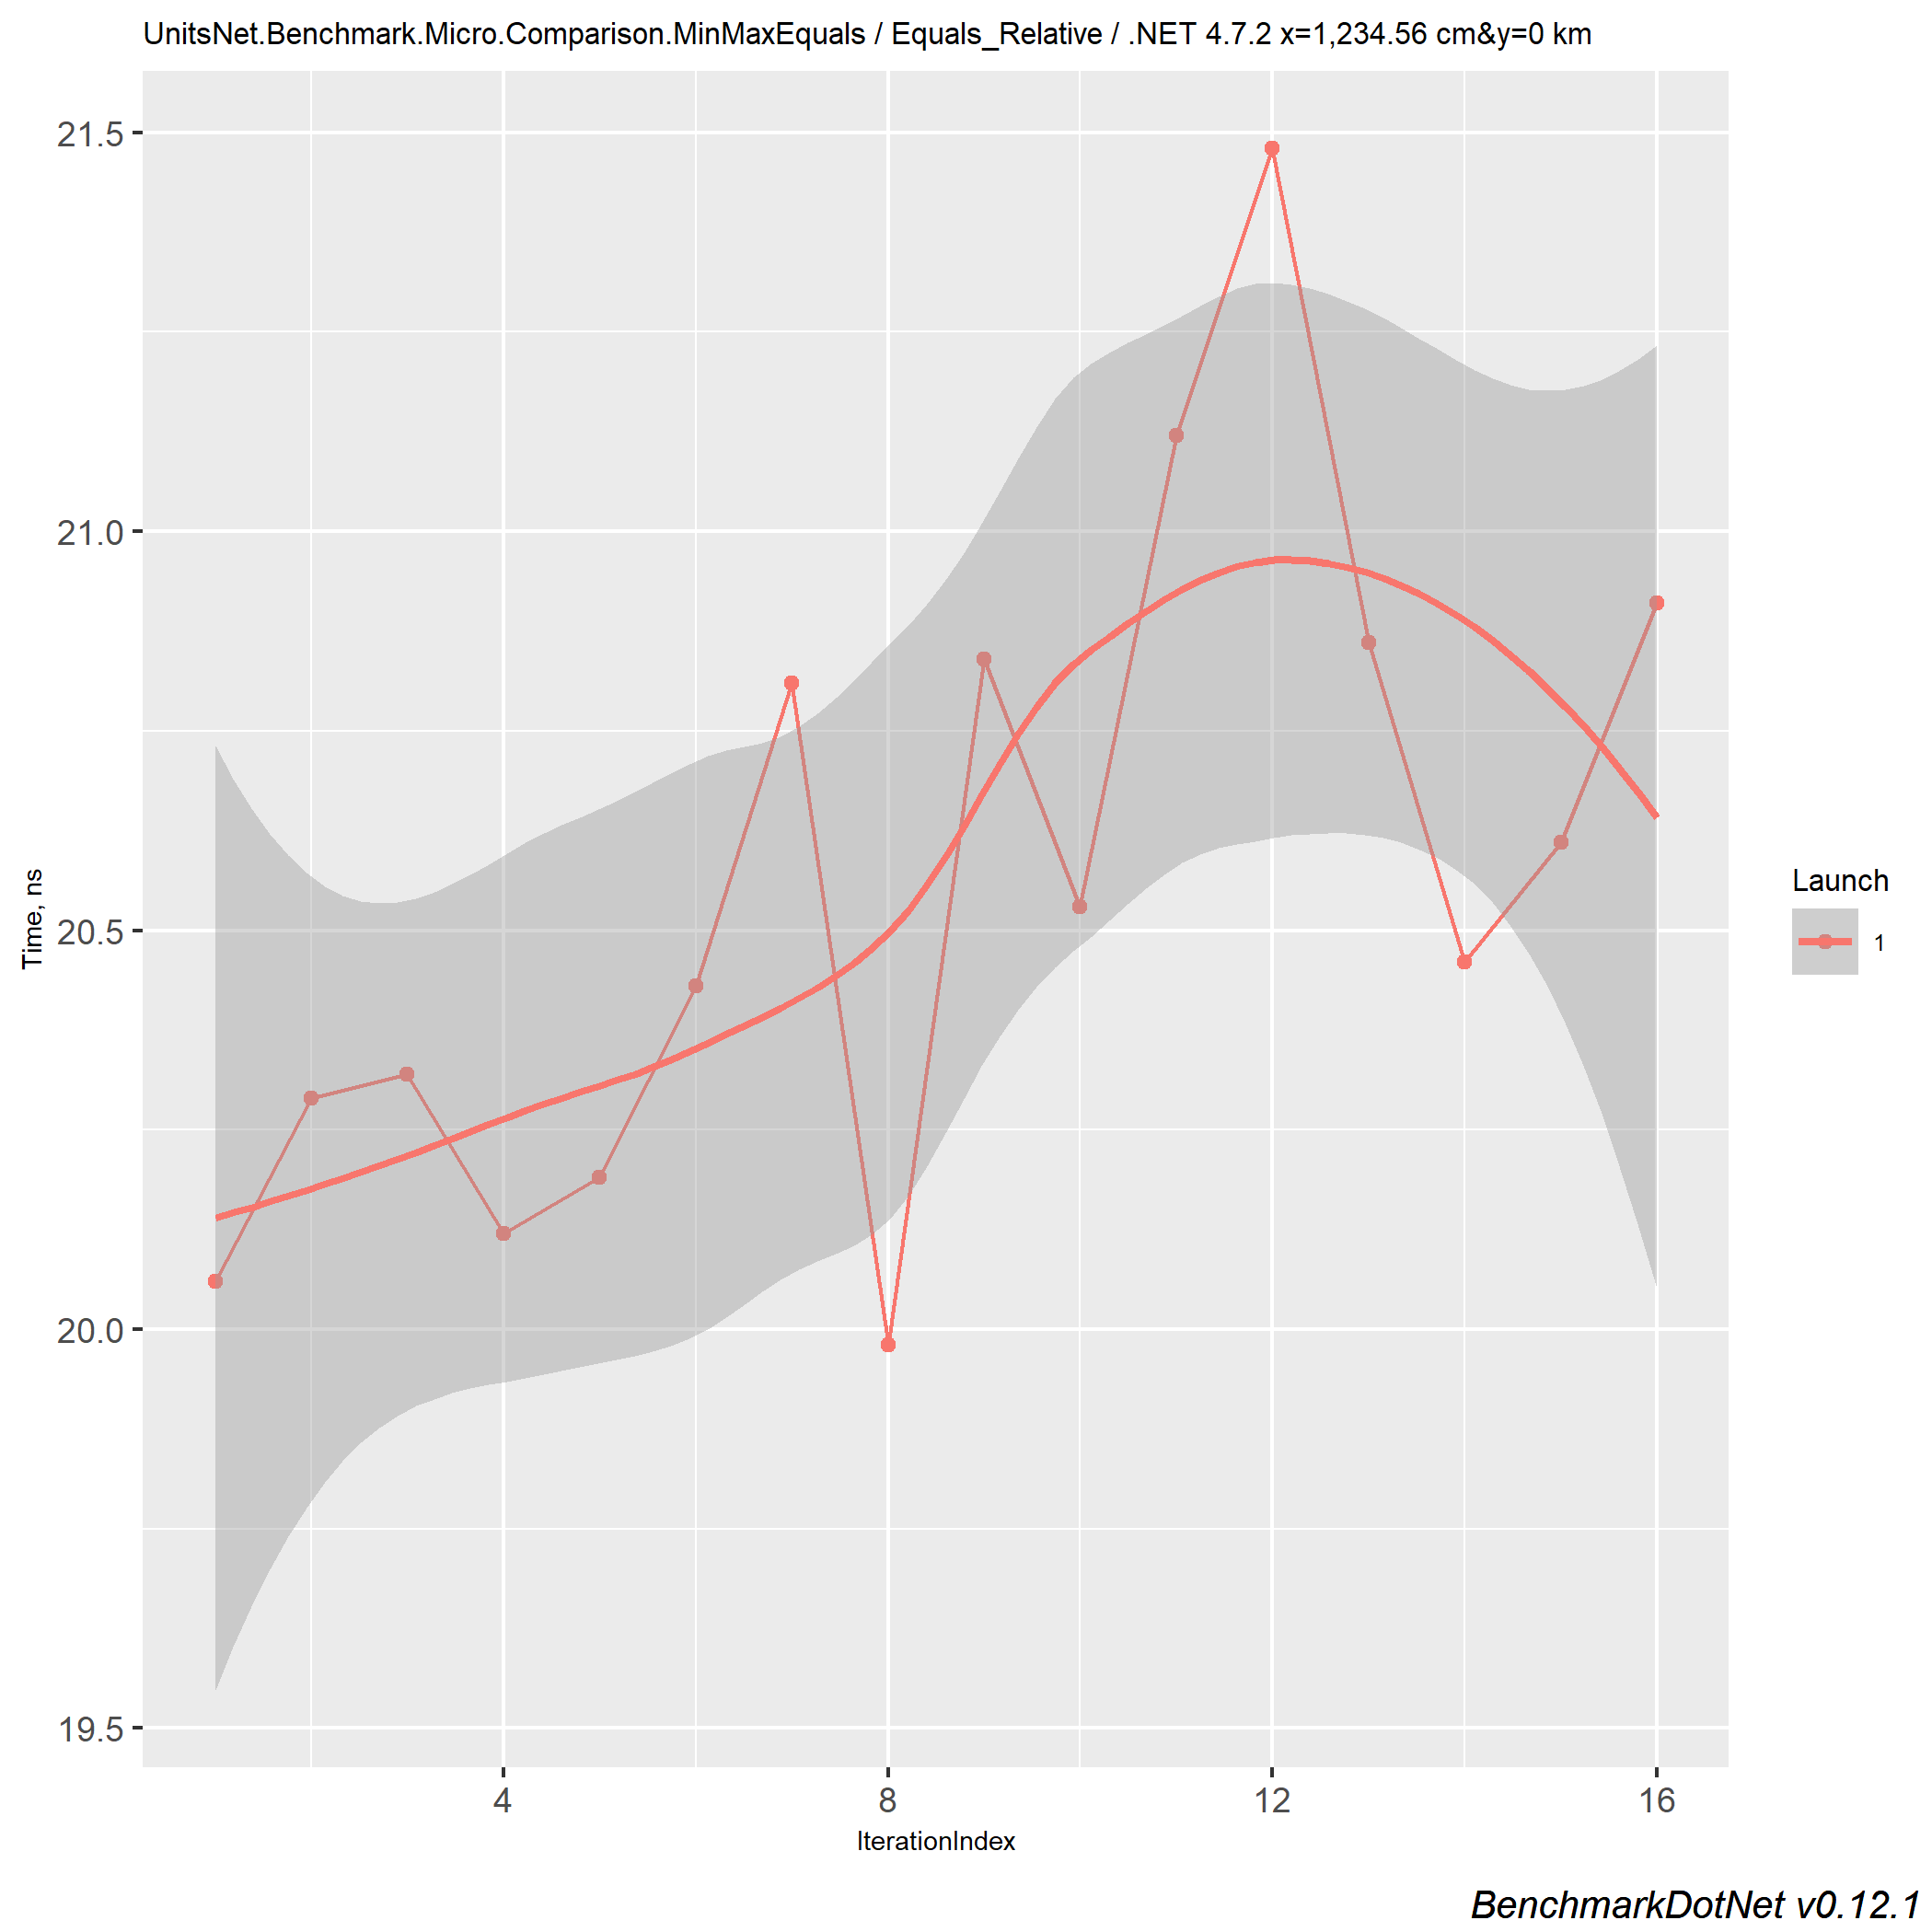 UnitsNet.Benchmark.Micro.Comparison.MinMaxEquals / Equals_Relative / .NET 4.7.2 x=1,234.56 cm&y=0 km
21.5
21.0
20.5
20.0
19.5
Time, ns
4 8 12 16
IterationIndex
Launch
1
BenchmarkDotNet v0.12.1